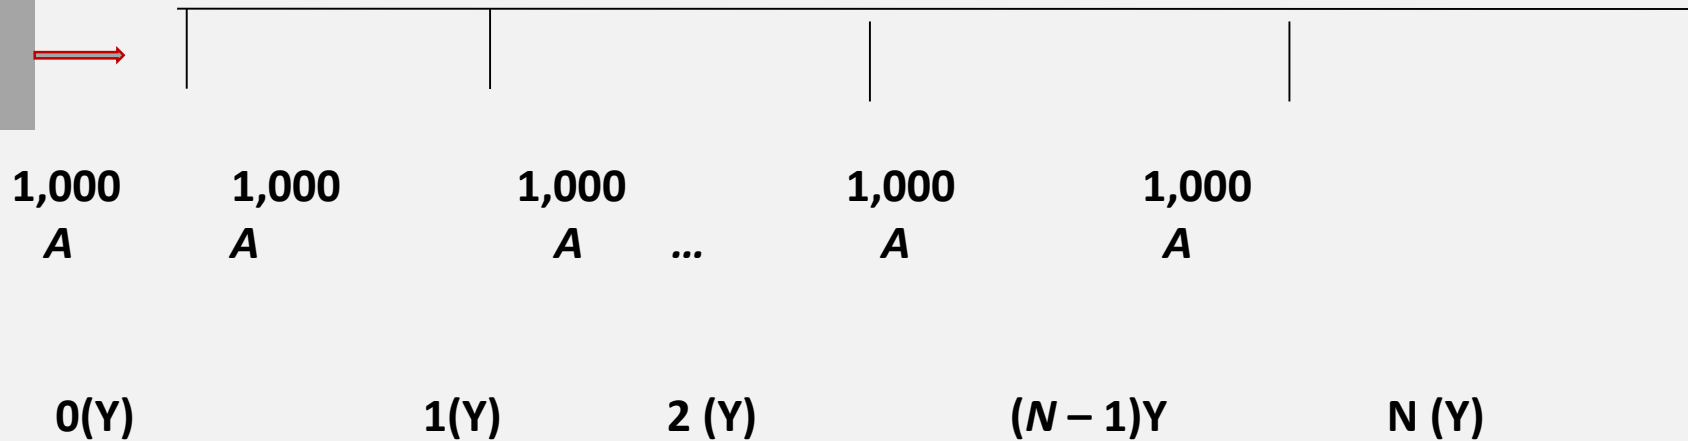 1,000 1,000 1,000 1,000 1,000
A A A ... A A
0(Y) 1(Y) 2 (Y) (N – 1)Y N (Y)